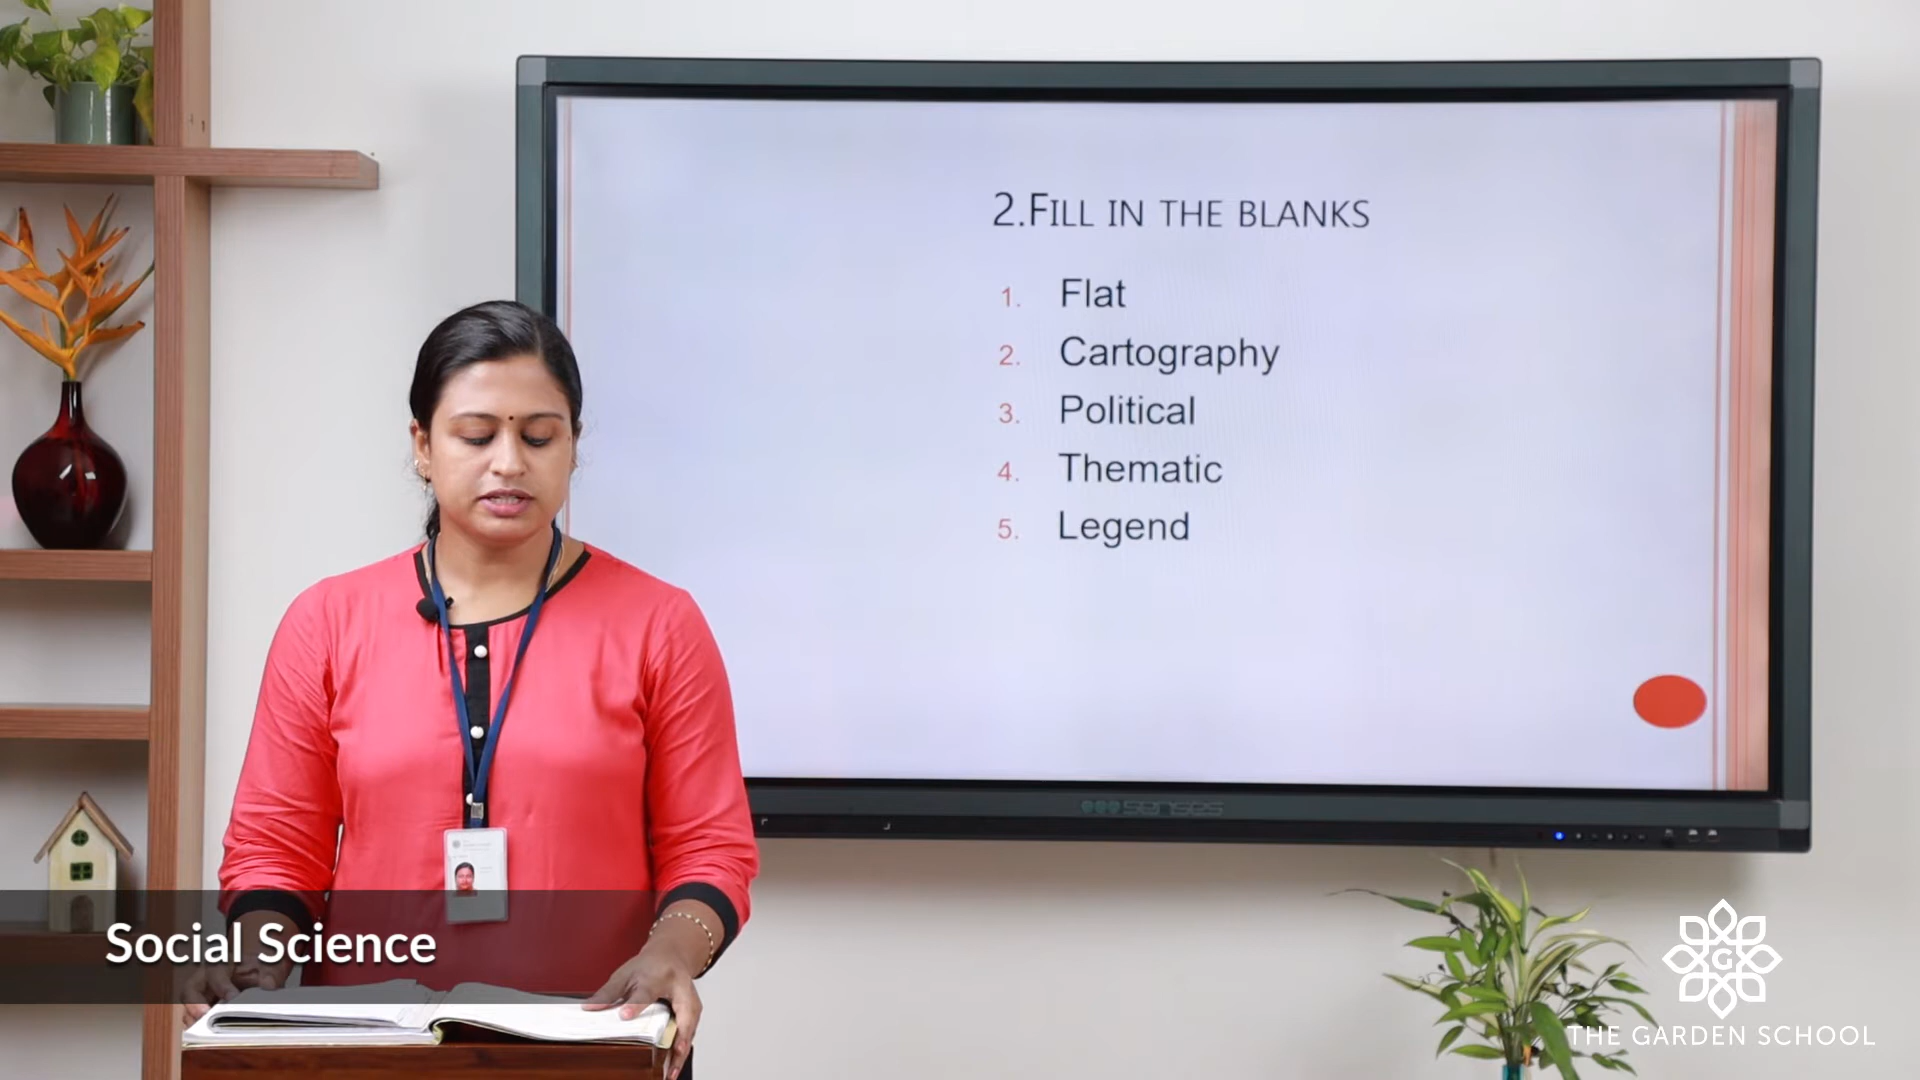 2.FILL IN THE BLANKS
1. Flat
2. Cartography
3. Political
4. Thematic
5. Legend
senses
Social Science
G
THE GARDEN SCHOOL